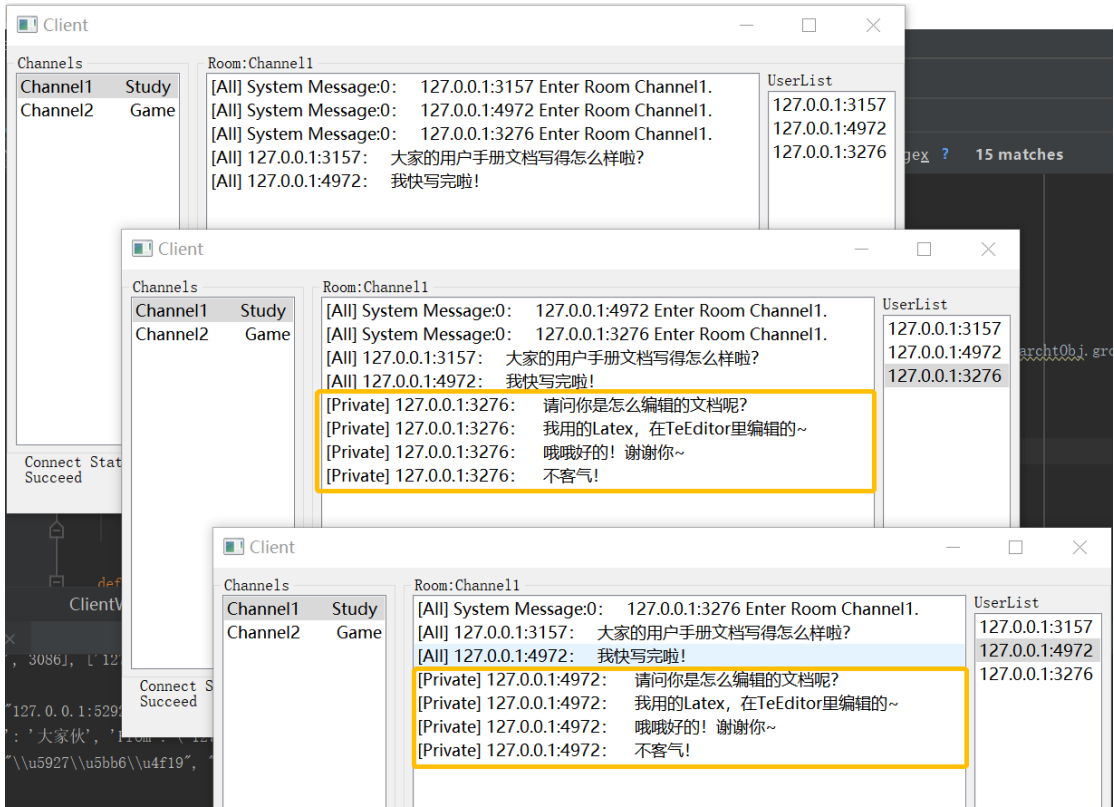 Client
Channels
Channel1 Study
Channel2 Game
Room:Channel1
[All] System Message:0： 127.0.0.1:3157 Enter Room Channel1.
[All] System Message:0： 127.0.0.1:4972 Enter Room Channel1.
[All] System Message:0： 127.0.0.1:3276 Enter Room Channel1.
[All] 127.0.0.1:3157： 大家的用户手册文档写得怎么样啦？
[All] 127.0.0.1:4972： 我快写完啦！
UserList
127.0.0.1:3157
127.0.0.1:4972
127.0.0.1:3276
gex ? 15 matches
Connect Stat
Succeed
Client
Channels
Channel1 Study
Channel2 Game
Room:Channel1
[All] System Message:0： 127.0.0.1:4972 Enter Room Channel1.
[All] System Message:0： 127.0.0.1:3276 Enter Room Channel1.
[All] 127.0.0.1:3157： 大家的用户手册文档写得怎么样啦？
[All] 127.0.0.1:4972： 我快写完啦！
[Private] 127.0.0.1:3276： 请问你是怎么编辑的文档呢？
[Private] 127.0.0.1:3276： 我用的Latex，在TeEditor里编辑的~
[Private] 127.0.0.1:3276： 哦哦好的！谢谢你~
[Private] 127.0.0.1:3276： 不客气！
UserList
127.0.0.1:3157
127.0.0.1:4972
127.0.0.1:3276
archtObj.gro
Connect S
Succeed
def
Client
, 3086], ['12
"127.0.0.1:5292
': '大家伙', 'From': ('12
"\\u5927\\u5bb6\\u4f19", "
Client
Channels
Channel1 Study
Channel2 Game
Room:Channel1
[All] System Message:0： 127.0.0.1:3276 Enter Room Channel1.
[All] 127.0.0.1:3157： 大家的用户手册文档写得怎么样啦？
[All] 127.0.0.1:4972： 我快写完啦！
[Private] 127.0.0.1:4972： 请问你是怎么编辑的文档呢？
[Private] 127.0.0.1:4972： 我用的Latex，在TeEditor里编辑的~
[Private] 127.0.0.1:4972： 哦哦好的！谢谢你~
[Private] 127.0.0.1:4972： 不客气！
UserList
127.0.0.1:3157
127.0.0.1:4972
127.0.0.1:3276